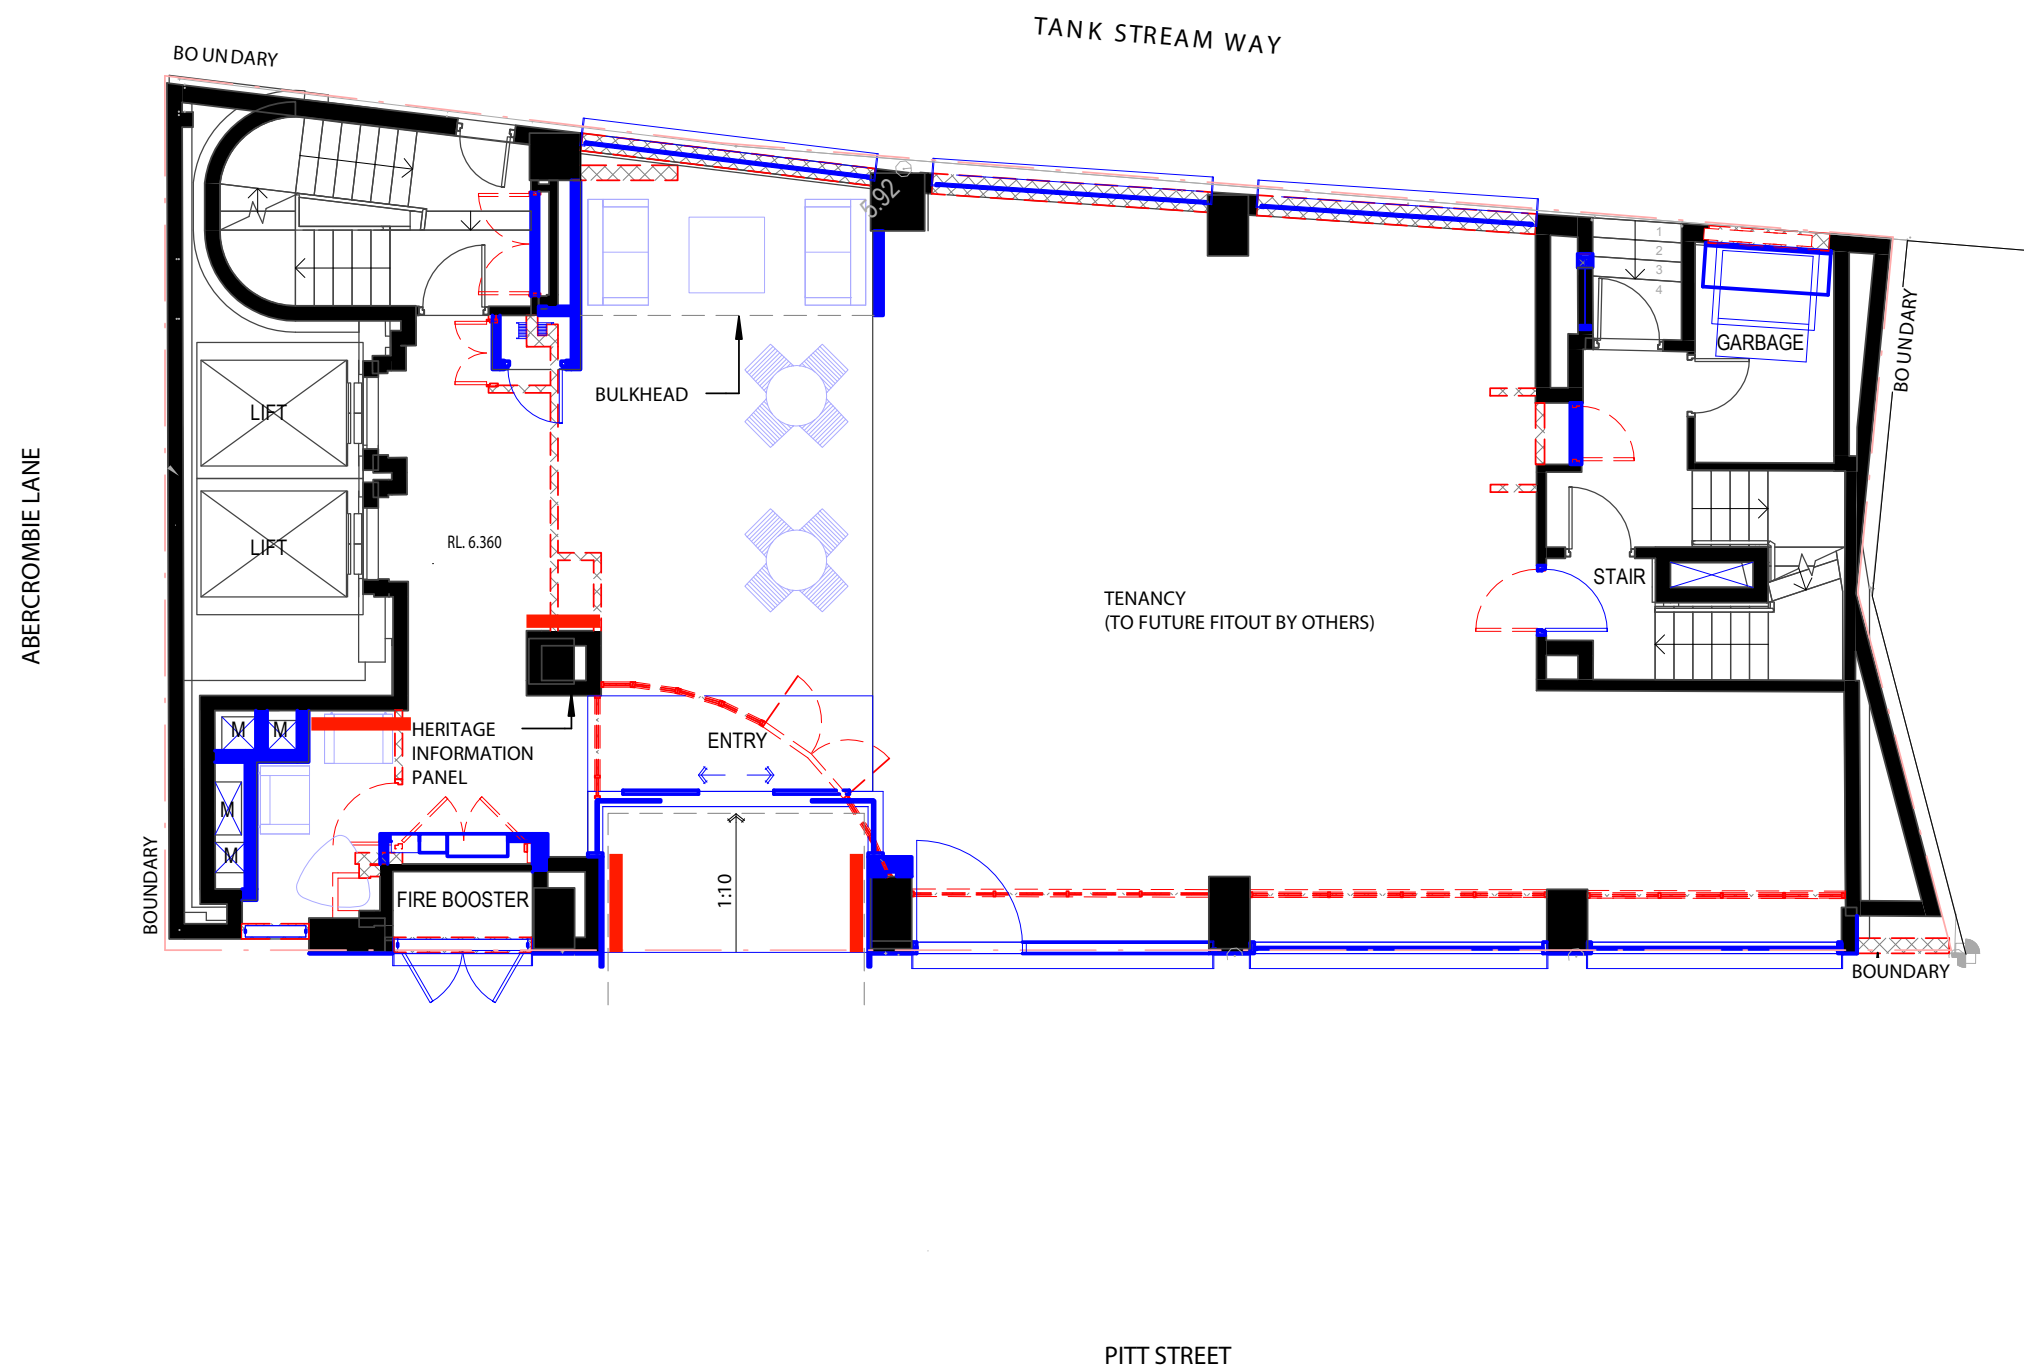 TANK STREAM WAY
BOUNDARY
5.92
1
2
3
4
GARBAGE
BOUNDARY
BULKHEAD
LIFT
ABERCROMBIE LANE
LIFT
RL. 6.360
STAIR
TENANCY
(TO FUTURE FITOUT BY OTHERS)
M
M
HERITAGE
INFORMATION
PANEL
ENTRY
M
M
BOUNDARY
FIRE BOOSTER
1:10
BOUNDARY
PITT STREET